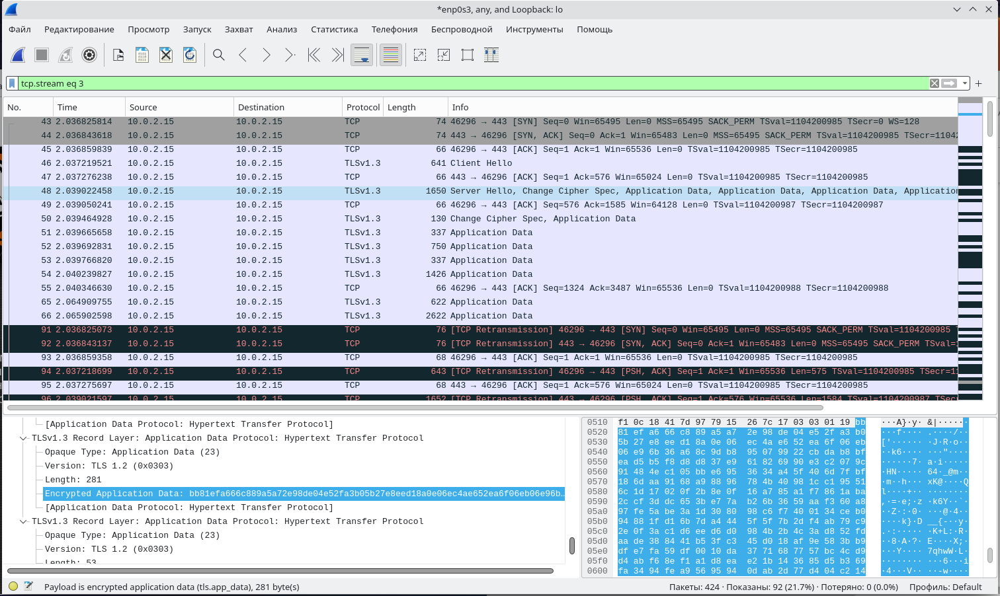 *enp0s3, any, and Loopback: lo
Файл Редактирование Просмотр Запуск Захват Анализ Статистика Телефония Беспроводной Инструменты Помощь
tcp.stream eq 3
No. Time Source Destination Protocol Length Info
43 2.036825814 10.0.2.15 10.0.2.15 TCP 74 46296 → 443 [SYN] Seq=0 Win=65495 Len=0 MSS=65495 SACK_PERM TSval=1104200985 TSecr=0 WS=128
44 2.036843618 10.0.2.15 10.0.2.15 TCP 74 443 → 46296 [SYN, ACK] Seq=0 Ack=1 Win=65483 Len=0 MSS=65495 SACK_PERM TSval=1104200985 TSecr=11042
45 2.036859839 10.0.2.15 10.0.2.15 TCP 66 46296 → 443 [ACK] Seq=1 Ack=1 Win=65536 Len=0 TSval=1104200985 TSecr=1104200985
46 2.037219521 10.0.2.15 10.0.2.15 TLSv1.3 641 Client Hello
47 2.037276238 10.0.2.15 10.0.2.15 TCP 66 443 → 46296 [ACK] Seq=1 Ack=576 Win=65024 Len=0 TSval=1104200985 TSecr=1104200985
48 2.039022458 10.0.2.15 10.0.2.15 TLSv1.3 1650 Server Hello, Change Cipher Spec, Application Data, Application Data, Application Data, Application
49 2.039050241 10.0.2.15 10.0.2.15 TCP 66 46296 → 443 [ACK] Seq=576 Ack=1585 Win=64128 Len=0 TSval=1104200987 TSecr=1104200987
50 2.039464928 10.0.2.15 10.0.2.15 TLSv1.3 130 Change Cipher Spec, Application Data
51 2.039665658 10.0.2.15 10.0.2.15 TLSv1.3 337 Application Data
52 2.039692831 10.0.2.15 10.0.2.15 TLSv1.3 750 Application Data
53 2.039766820 10.0.2.15 10.0.2.15 TLSv1.3 337 Application Data
54 2.040239827 10.0.2.15 10.0.2.15 TLSv1.3 1426 Application Data
55 2.040346630 10.0.2.15 10.0.2.15 TCP 66 46296 → 443 [ACK] Seq=1324 Ack=3487 Win=65536 Len=0 TSval=1104200988 TSecr=1104200988
65 2.064909755 10.0.2.15 10.0.2.15 TLSv1.3 622 Application Data
66 2.065902598 10.0.2.15 10.0.2.15 TLSv1.3 2622 Application Data
91 2.036825073 10.0.2.15 10.0.2.15 TCP 76 [TCP Retransmission] 46296 → 443 [SYN] Seq=0 Win=65495 Len=0 MSS=65495 SACK_PERM TSval=1104200985
92 2.036843137 10.0.2.15 10.0.2.15 TCP 76 [TCP Retransmission] 443 → 46296 [SYN, ACK] Seq=0 Ack=1 Win=65483 Len=0 MSS=65495 SACK_PERM TSval=1
93 2.036859358 10.0.2.15 10.0.2.15 TCP 68 46296 → 443 [ACK] Seq=1 Ack=1 Win=65536 Len=0 TSval=1104200985 TSecr=1104200985
94 2.037218699 10.0.2.15 10.0.2.15 TCP 643 [TCP Retransmission] 46296 → 443 [PSH, ACK] Seq=1 Ack=1 Win=65536 Len=575 TSval=1104200985 TSecr=11
95 2.037275697 10.0.2.15 10.0.2.15 TCP 68 443 → 46296 [ACK] Seq=1 Ack=576 Win=65024 Len=0 TSval=1104200985 TSecr=1104200985
96 2.039021597 10.0.2.15 10.0.2.15 TCP 1652 [TCP Retransmission] 443 → 46296 [PSH, ACK] Seq=1 Ack=576 Win=65536 Len=1584 TSval=1104200987 TSec
[Application Data Protocol: Hypertext Transfer Protocol]
TLSv1.3 Record Layer: Application Data Protocol: Hypertext Transfer Protocol
Opaque Type: Application Data (23)
Version: TLS 1.2 (0x0303)
Length: 281
Encrypted Application Data: bb81efa666c889a5a72e98de04e52fa3b05b27e8eed18a0e06ec4ae652ea6f06eb06e96b…
[Application Data Protocol: Hypertext Transfer Protocol]
TLSv1.3 Record Layer: Application Data Protocol: Hypertext Transfer Protocol
Opaque Type: Application Data (23)
Version: TLS 1.2 (0x0303)
Length: 53
0510 f1 0c 18 41 7d 97 79 15 26 7c 17 03 03 01 19 bb ···A}·y· &|······
0520 81 ef a6 66 c8 89 a5 a7 2e 98 de 04 e5 2f a3 b0 ···f···· .····/··
0530 5b 27 e8 ee d1 8a 0e 06 ec 4a e6 52 ea 6f 06 eb ['······ ·J·R·o··
0540 06 e9 6b 36 a6 8c 9d b8 95 07 99 22 cb da b8 bf ··k6···· ···"····
0550 ea d5 b5 f8 d8 d8 37 e9 61 82 69 90 e3 c2 07 9c ······7· a·i·····
0560 91 48 4e c1 05 bb e6 95 36 34 a4 5f 40 6d 7f bf ·HN····· 64·_@m··
0570 18 6d aa 91 68 a9 88 96 78 4b 40 98 1c c1 95 51 ·m··h··· xK@····Q
0580 6c 1d 17 02 0f 2b 8e 0f 16 a7 85 a1 f7 86 1a ba l····+·· ········
0590 2c cf 3d dc 65 3b e7 7a b2 6b 36 59 aa f3 60 a8 ,·=·e;·z ·k6Y··`·
05a0 97 fe 5a be 3a 1d 30 80 98 c6 f7 40 01 34 ce b0 ··Z·:·0· ···@·4··
05b0 94 88 1f d1 6b 7d a4 44 5f 5f 7b 2d f4 ab 79 c9 ····k}·D __{-··y·
05c0 2e 0f 3a c1 d6 ee d6 d0 98 4b 2b 4c 3a d8 52 fd .·:····· ·K+L:·R·
05d0 aa de 38 84 41 b5 3f c3 45 d0 18 af 9e 58 3b b9 ··8·A·?· E····X;·
05e0 df e7 fa 59 df 00 10 da 37 71 68 77 57 bc 4c d9 ···Y···· 7qhwW·L·
05f0 d4 ab f6 8e f1 a1 d8 ea e2 1b 14 36 85 d5 b3 69 ········ ···6···i
0600 fa 34 94 fe a9 56 95 94 0d ab 2d 77 d4 04 c2 14 ·4···V·· ··-w····
Payload is encrypted application data (tls.app_data), 281 byte(s)
Пакеты: 424 · Показаны: 92 (21.7%) · Потеряно: 0 (0.0%) Профиль: Default